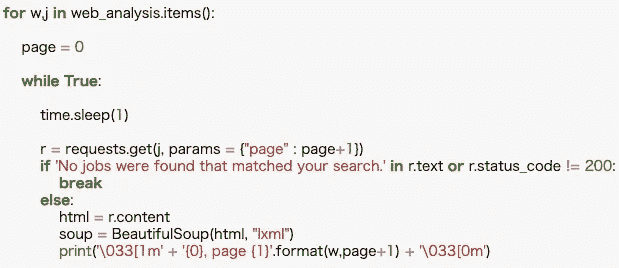 for w,j in web_analysis.items():
page = 0
while True:
time.sleep(1)
r = requests.get(j, params = {"page" : page+1})
if 'No jobs were found that matched your search.' in r.text or r.status_code != 200:
break
else:
html = r.content
soup = BeautifulSoup(html, "lxml")
print('\033[1m' + '{0}, page {1}'.format(w,page+1) + '\033[0m')